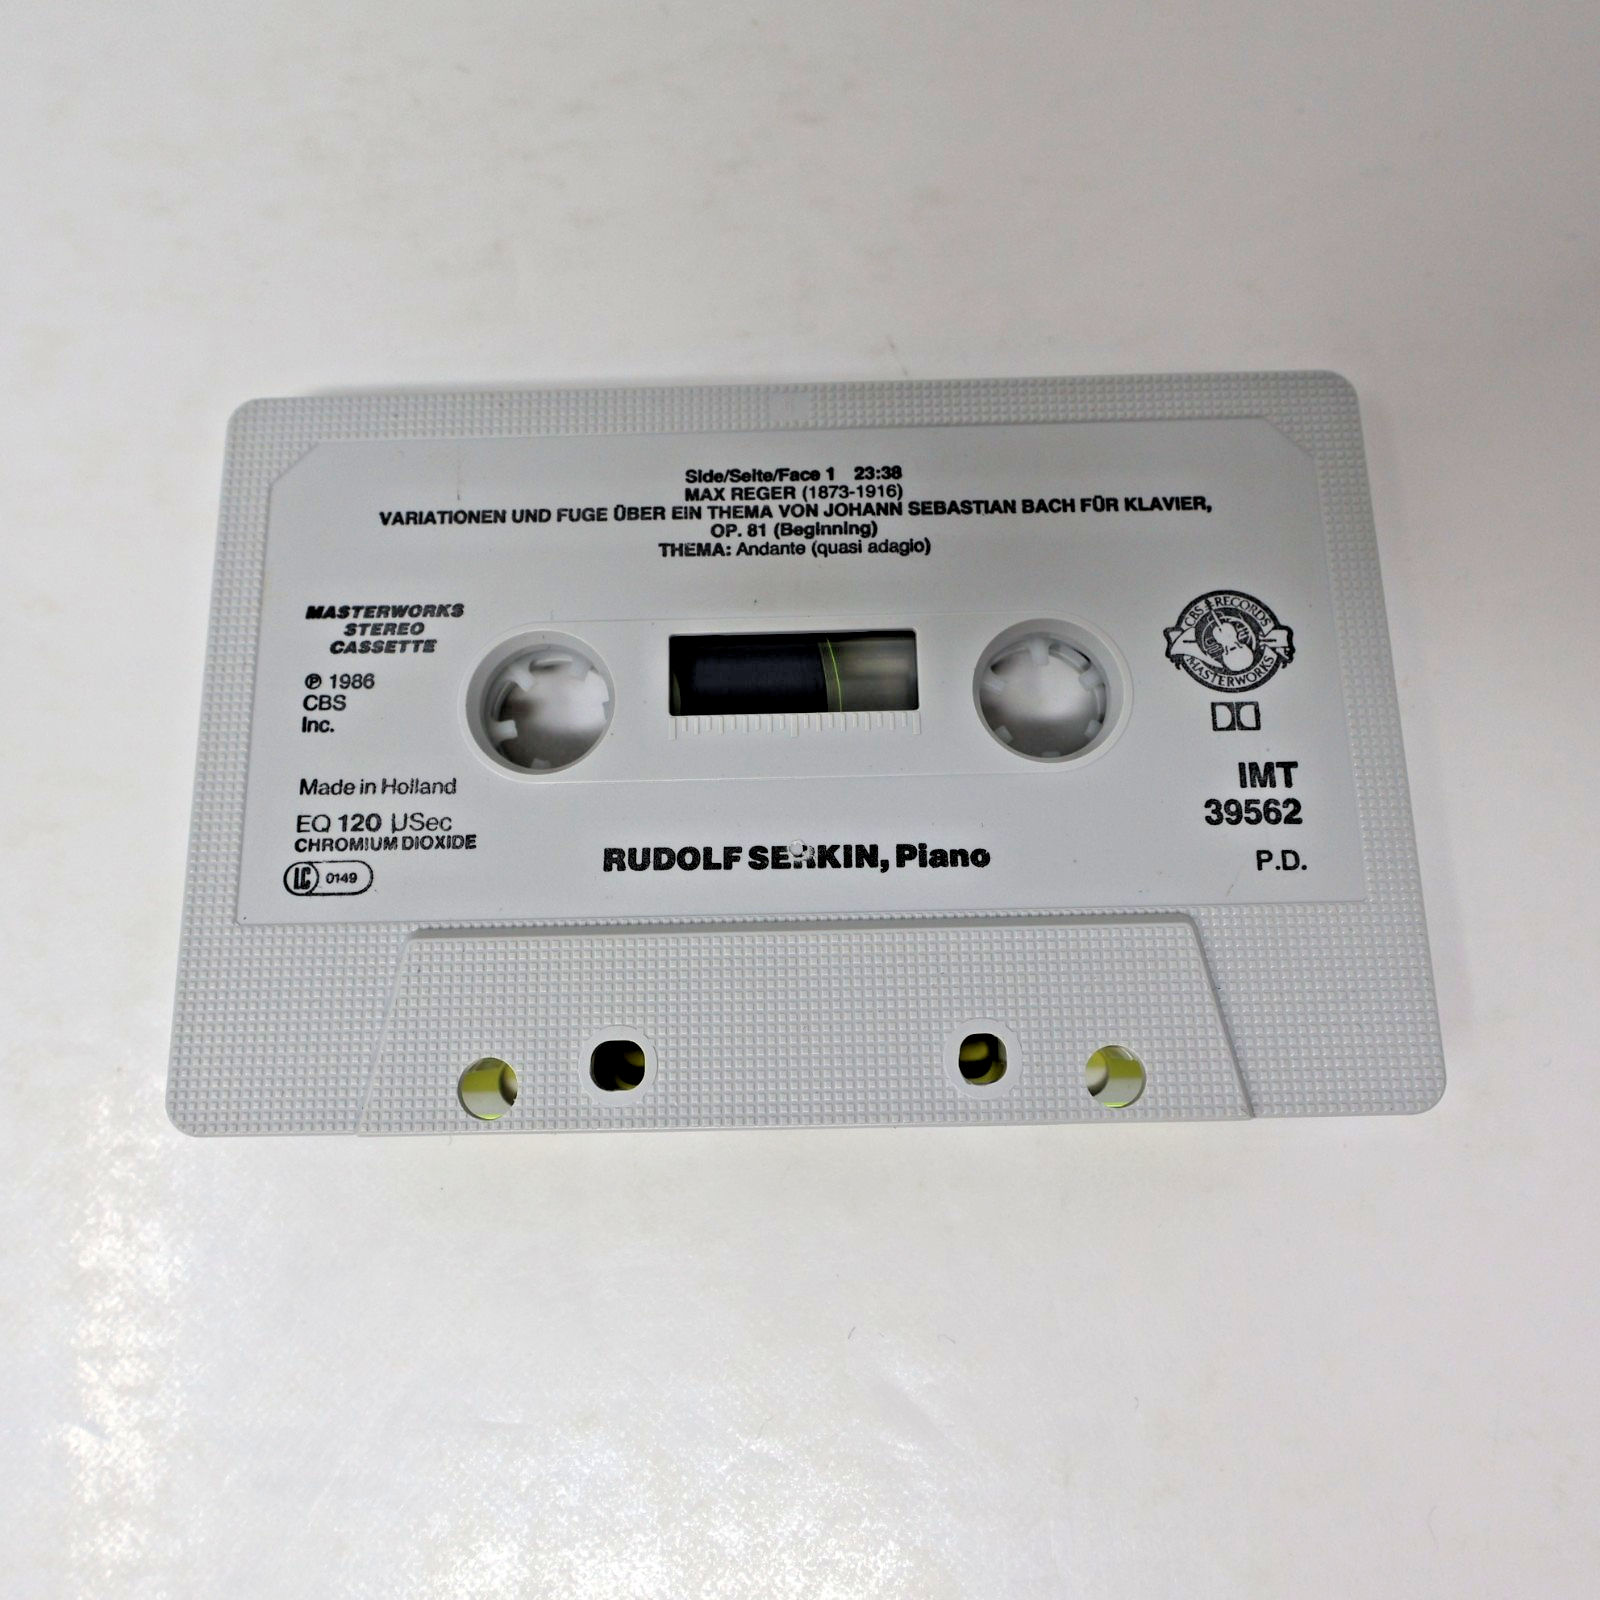 Side/Seite/Face 1 23:38
MAX REGER (1873-1916)
VARIATIONEN UND FUGE ÜBER EIN THEMA VON JOHANN SEBASTIAN BACH FÜR KLAVIER,
OP. 81 (Beginning)
THEMA: Andante (quasi adagio)
MASTERWORKS
STEREO
CASSETTE
℗ 1986
CBS
Inc.
Made in Holland
EQ 120 µSec
CHROMIUM DIOXIDE
LC 0149
CBS RECORDS
MASTERWORKS
IMT
39562
P.D.
RUDOLF SERKIN, Piano